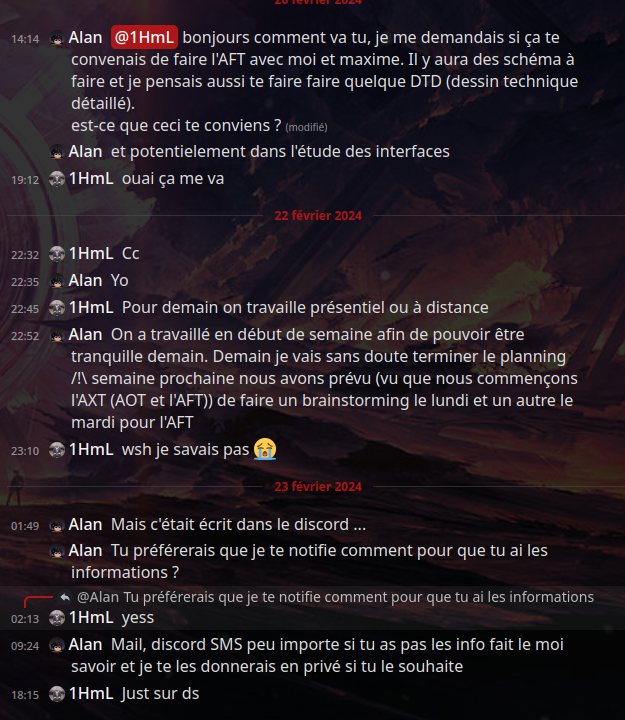 20 février 2024
14:14 Alan @1HmL bonjours comment va tu, je me demandais si ça te
convenais de faire l'AFT avec moi et maxime. Il y aura des schéma à
faire et je pensais aussi te faire faire quelque DTD (dessin technique
détaillé).
est-ce que ceci te conviens ? (modifié)
Alan et potentielement dans l'étude des interfaces
19:12 1HmL ouai ça me va
22 février 2024
22:32 1HmL Cc
22:35 Alan Yo
22:45 1HmL Pour demain on travaille présentiel ou à distance
22:52 Alan On a travaillé en début de semaine afin de pouvoir être
tranquille demain. Demain je vais sans doute terminer le planning
/!\ semaine prochaine nous avons prévu (vu que nous commençons
l'AXT (AOT et l'AFT)) de faire un brainstorming le lundi et un autre le
mardi pour l'AFT
23:10 1HmL wsh je savais pas 😭
23 février 2024
01:49 Alan Mais c'était écrit dans le discord ...
Alan Tu préférerais que je te notifie comment pour que tu ai les
informations ?
@Alan Tu préférerais que je te notifie comment pour que tu ai les informations
02:13 1HmL yess
09:24 Alan Mail, discord SMS peu importe si tu as pas les info fait le moi
savoir et je te les donnerais en privé si tu le souhaite
18:15 1HmL Just sur ds